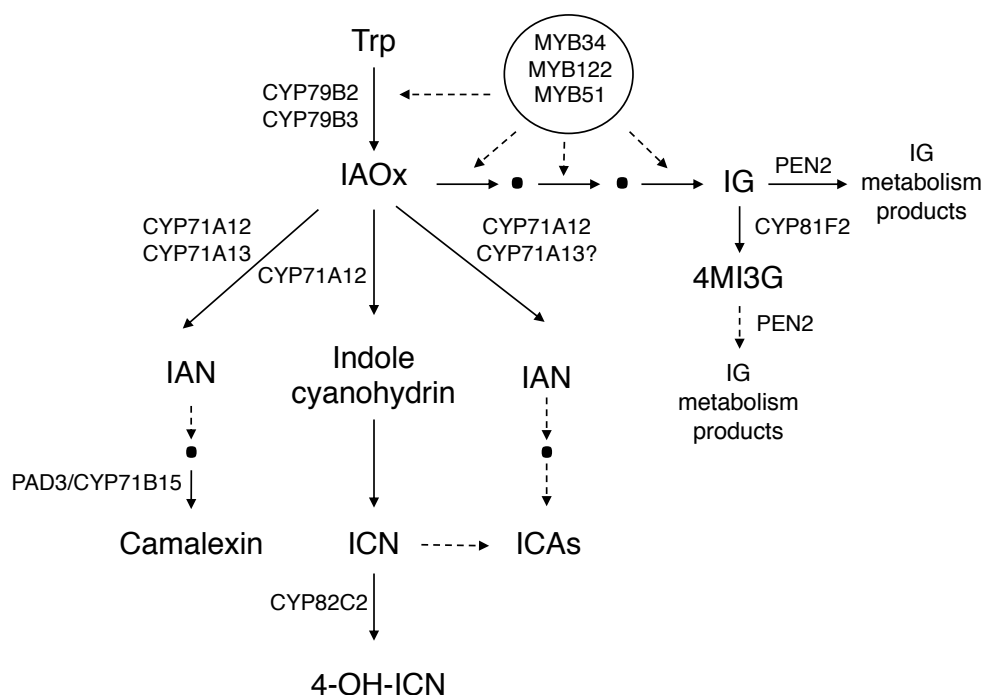 Trp
MYB34
MYB122
MYB51
CYP79B2
CYP79B3
IAOx
IG
PEN2
IG
metabolism
products
CYP71A12
CYP71A13
CYP71A12
CYP71A12
CYP71A13?
CYP81F2
4MI3G
PEN2
IAN
Indole
cyanohydrin
IAN
IG
metabolism
products
PAD3/CYP71B15
Camalexin
ICN
ICAs
CYP82C2
4-OH-ICN